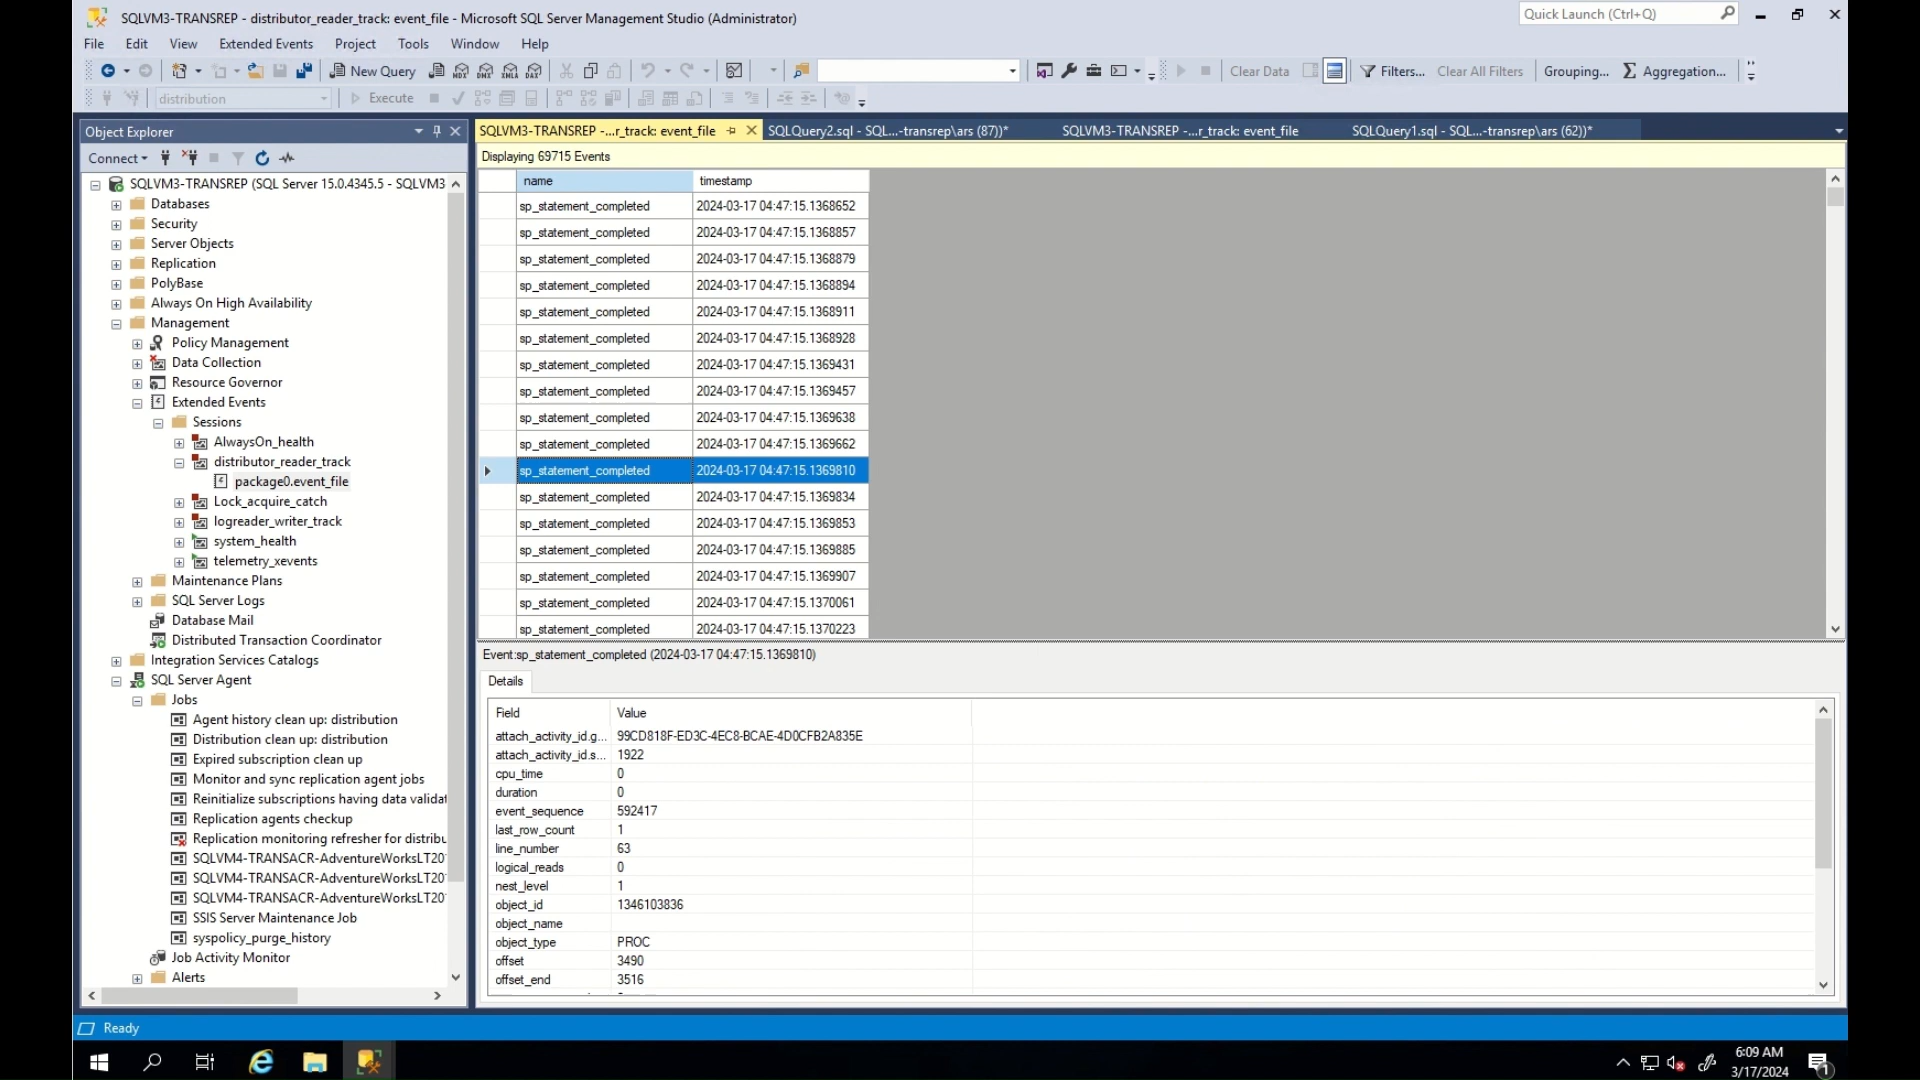 SQLVM3-TRANSREP - distributor_reader_track: event_file - Microsoft SQL Server Management Studio (Administrator)
Quick Launch (Ctrl+Q)
File Edit View Extended Events Project Tools Window Help
New Query MDX DMX XMLA DAX Clear Data Filters... Clear All Filters Grouping... Aggregation...
distribution Execute
Object Explorer
Connect
SQLVM3-TRANSREP (SQL Server 15.0.4345.5 - SQLVM3
Databases
Security
Server Objects
Replication
PolyBase
Always On High Availability
Management
Policy Management
Data Collection
Resource Governor
Extended Events
Sessions
AlwaysOn_health
distributor_reader_track
package0.event_file
Lock_acquire_catch
logreader_writer_track
system_health
telemetry_xevents
Maintenance Plans
SQL Server Logs
Database Mail
Distributed Transaction Coordinator
Integration Services Catalogs
SQL Server Agent
Jobs
Agent history clean up: distribution
Distribution clean up: distribution
Expired subscription clean up
Monitor and sync replication agent jobs
Reinitialize subscriptions having data validat
Replication agents checkup
Replication monitoring refresher for distribu
SQLVM4-TRANSACR-AdventureWorksLT20
SQLVM4-TRANSACR-AdventureWorksLT20
SQLVM4-TRANSACR-AdventureWorksLT20
SSIS Server Maintenance Job
syspolicy_purge_history
Job Activity Monitor
Alerts
SQLVM3-TRANSREP -...r_track: event_file SQLQuery2.sql - SQL...-transrep\ars (87))* SQLVM3-TRANSREP -...r_track: event_file SQLQuery1.sql - SQL...-transrep\ars (62))*
Displaying 69715 Events
name timestamp
sp_statement_completed 2024-03-17 04:47:15.1368652
sp_statement_completed 2024-03-17 04:47:15.1368857
sp_statement_completed 2024-03-17 04:47:15.1368879
sp_statement_completed 2024-03-17 04:47:15.1368894
sp_statement_completed 2024-03-17 04:47:15.1368911
sp_statement_completed 2024-03-17 04:47:15.1368928
sp_statement_completed 2024-03-17 04:47:15.1369431
sp_statement_completed 2024-03-17 04:47:15.1369457
sp_statement_completed 2024-03-17 04:47:15.1369638
sp_statement_completed 2024-03-17 04:47:15.1369662
sp_statement_completed 2024-03-17 04:47:15.1369810
sp_statement_completed 2024-03-17 04:47:15.1369834
sp_statement_completed 2024-03-17 04:47:15.1369853
sp_statement_completed 2024-03-17 04:47:15.1369885
sp_statement_completed 2024-03-17 04:47:15.1369907
sp_statement_completed 2024-03-17 04:47:15.1370061
sp_statement_completed 2024-03-17 04:47:15.1370223
Event:sp_statement_completed (2024-03-17 04:47:15.1369810)
Details
Field Value
attach_activity_id.g... 99CD818F-ED3C-4EC8-BCAE-4D0CFB2A835E
attach_activity_id.s... 1922
cpu_time 0
duration 0
event_sequence 592417
last_row_count 1
line_number 63
logical_reads 0
nest_level 1
object_id 1346103836
object_name
object_type PROC
offset 3490
offset_end 3516
Ready
6:09 AM
3/17/2024
1